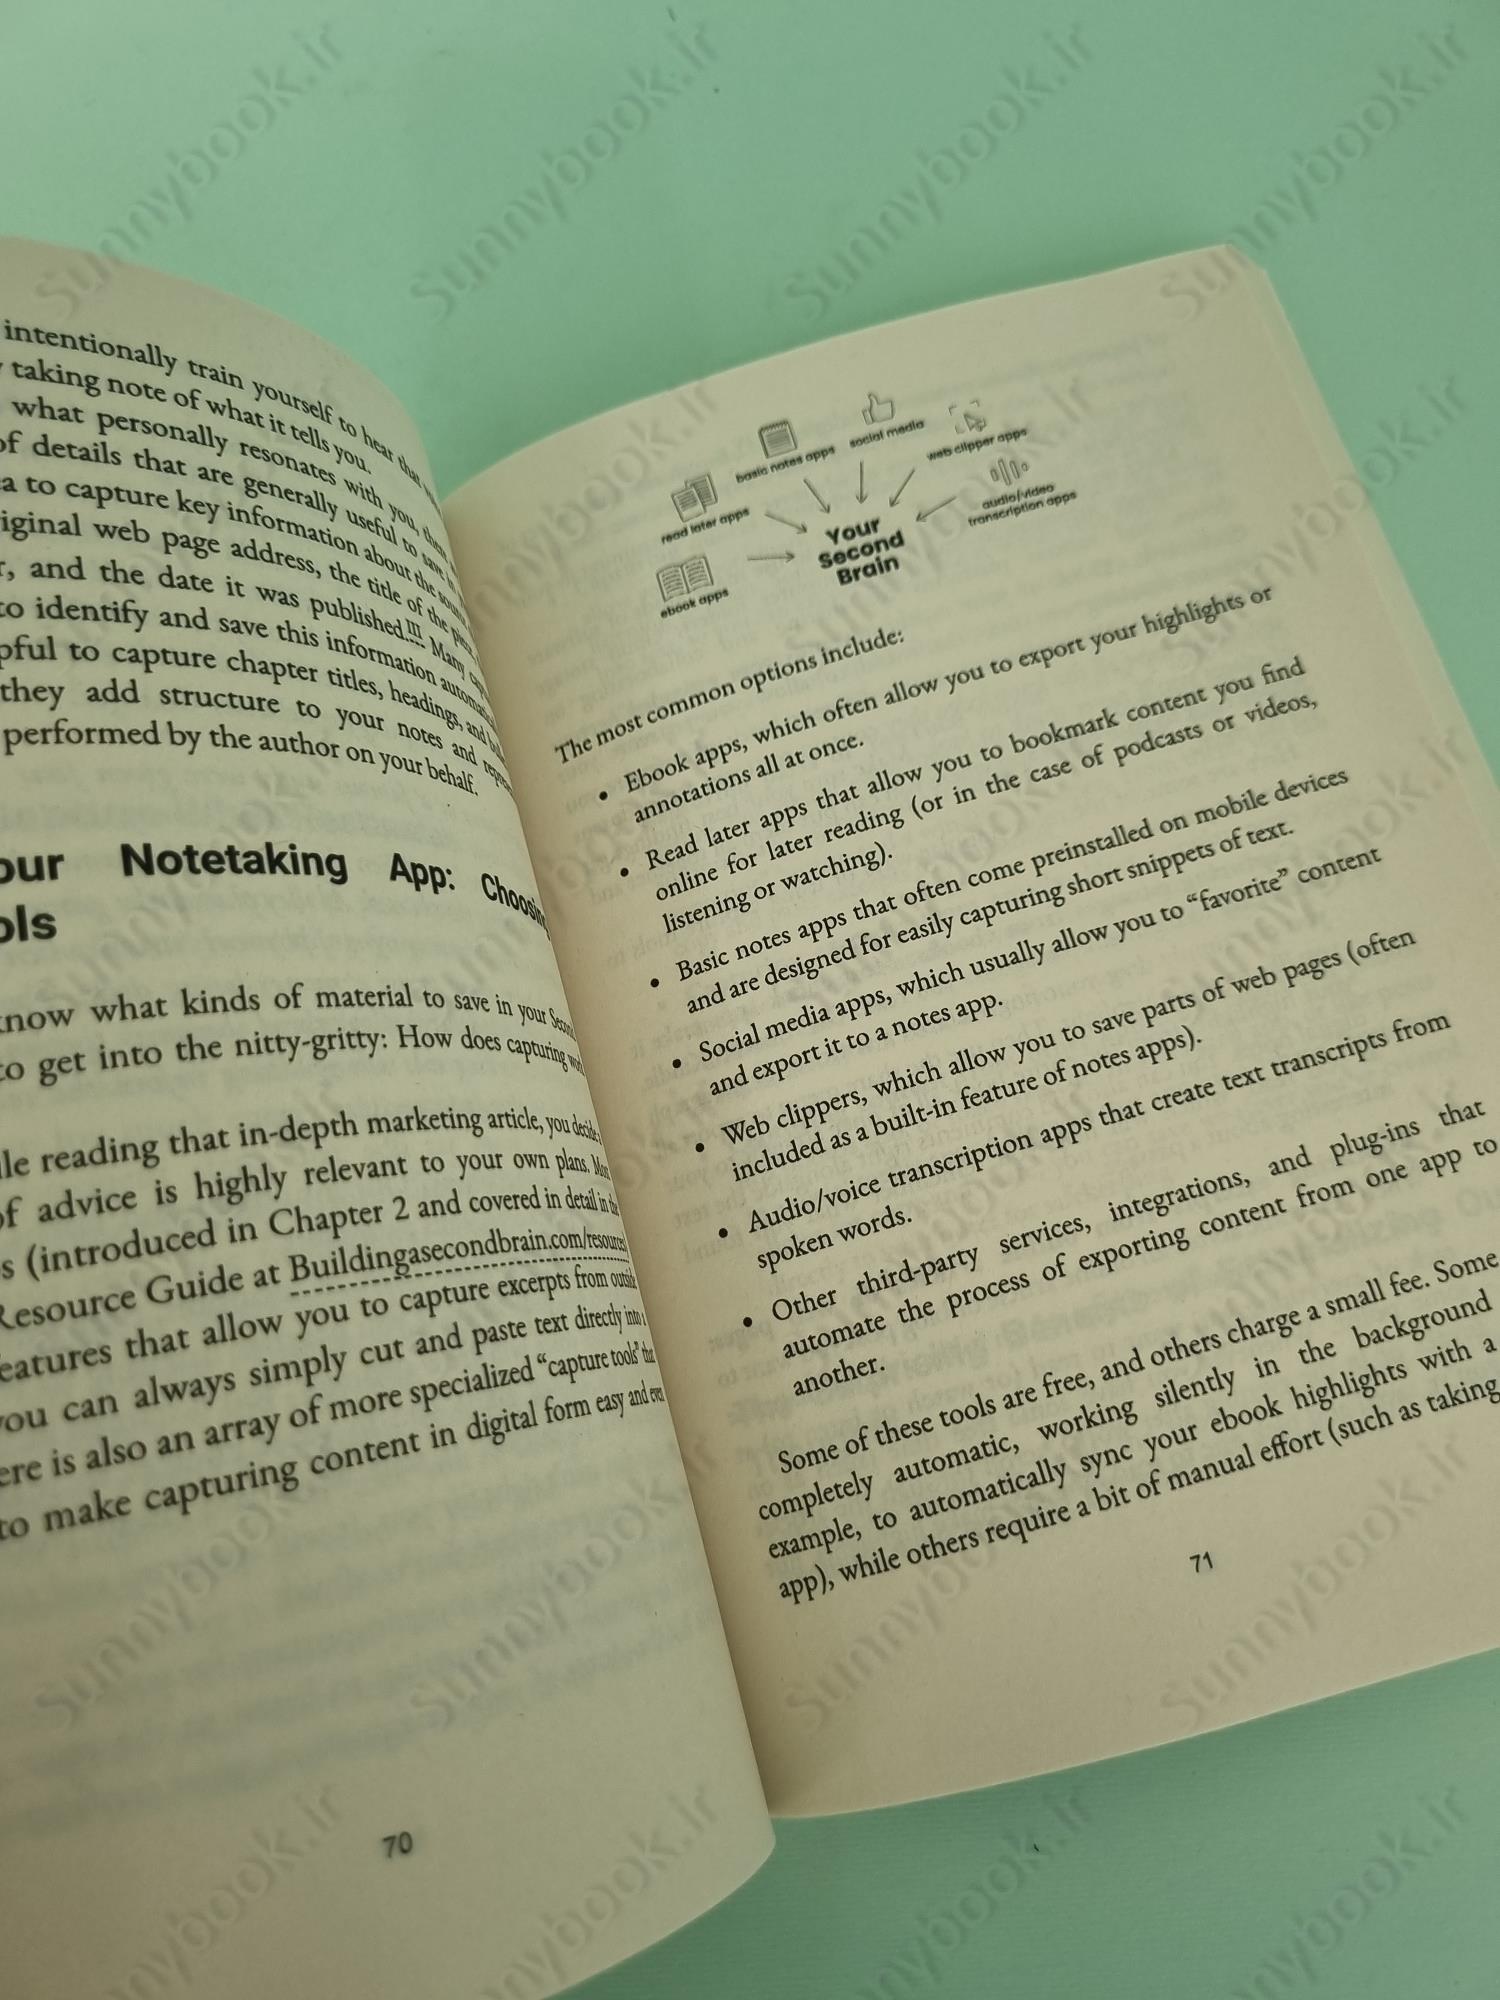 intentionally train yourself to hear that
taking note of what it tells you.
what personally resonates with you,
of details that are generally useful to save in
to capture key information about the source,
web page address, the title of the piece,
and the date it was published.III Many
to identify and save this information
to capture chapter titles, headings, and
they add structure to your notes and
performed by the author on your behalf.
Notetaking App: Choosing
know what kinds of material to save in your Second
to get into the nitty-gritty: How does capturing
reading that in-depth marketing article, you decide
of advice is highly relevant to your own plans.
(introduced in Chapter 2 and covered in detail in the
Resource Guide at Buildingasecondbrain.com/resources)
features that allow you to capture excerpts from outside
you can always simply cut and paste text directly into
is also an array of more specialized “capture tools”
to make capturing content in digital form easy and even
70
social media
basic notes apps
web clipper apps
read later apps
audio/video
transcription apps
ebook apps
Your
Second
Brain
The most common options include:
• Ebook apps, which often allow you to export your highlights or
annotations all at once.
• Read later apps that allow you to bookmark content you find
online for later reading (or in the case of podcasts or videos,
listening or watching).
• Basic notes apps that often come preinstalled on mobile devices
and are designed for easily capturing short snippets of text.
• Social media apps, which usually allow you to “favorite” content
and export it to a notes app.
• Web clippers, which allow you to save parts of web pages (often
included as a built-in feature of notes apps).
• Audio/voice transcription apps that create text transcripts from
spoken words.
• Other third-party services, integrations, and plug-ins that
automate the process of exporting content from one app to
another.
Some of these tools are free, and others charge a small fee. Some
completely automatic, working silently in the background
example, to automatically sync your ebook highlights with a
app), while others require a bit of manual effort (such as taking
71
Sunnybook.ir